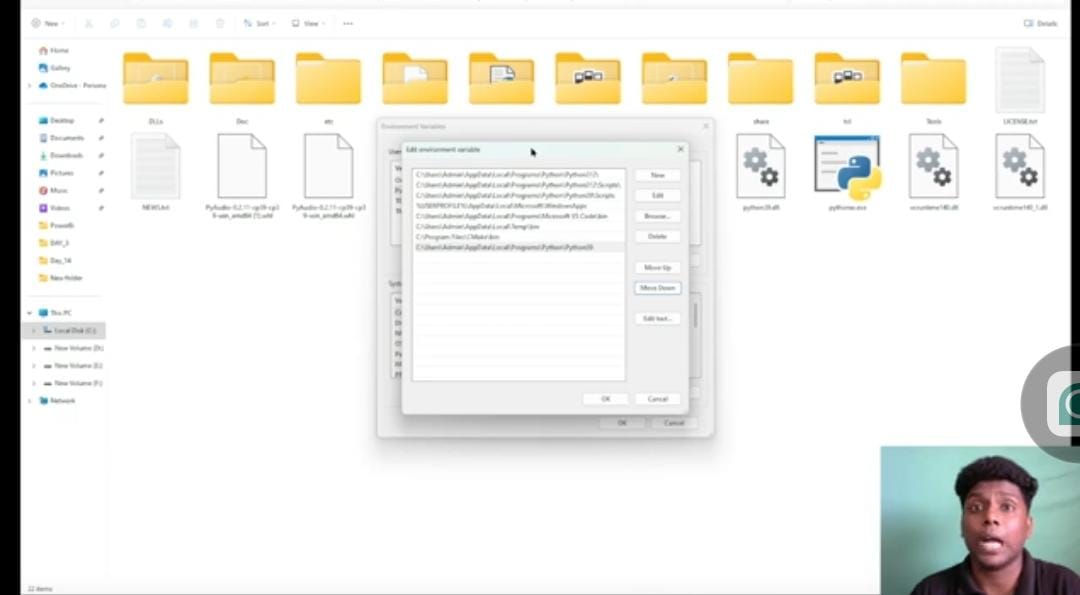 New
Sort
View
Details
Home
Gallery
OneDrive - Persona
Desktop
Documents
Downloads
Pictures
Music
Videos
PowerBi
DAY_3
Day_14
New folder
This PC
Local Disk (C:)
New Volume (D:)
New Volume (E:)
New Volume (F:)
Network
DLLs
Doc
etc
share
tcl
Tools
LICENSE.txt
NEWS.txt
PyAudio-0.2.11-cp39-cp3
9-win_amd64 (1).whl
PyAudio-0.2.11-cp39-cp3
9-win_amd64.whl
python39.dll
pythonw.exe
vcruntime140.dll
vcruntime140_1.dll
Environment Variables
Edit environment variable
C:\Users\Admin\AppData\Local\Programs\Python\Python312\
C:\Users\Admin\AppData\Local\Programs\Python\Python312\Scripts\
C:\Users\Admin\AppData\Local\Programs\Python\Python39\Scripts
%USERPROFILE%\AppData\Local\Microsoft\WindowsApps
C:\Users\Admin\AppData\Local\Programs\Microsoft VS Code\bin
C:\Users\Admin\AppData\Local\Temp\bin
C:\Program Files\CMake\bin
C:\Users\Admin\AppData\Local\Programs\Python\Python39
New
Edit
Browse...
Delete
Move Up
Move Down
Edit text...
OK
Cancel
OK
Cancel
22 items